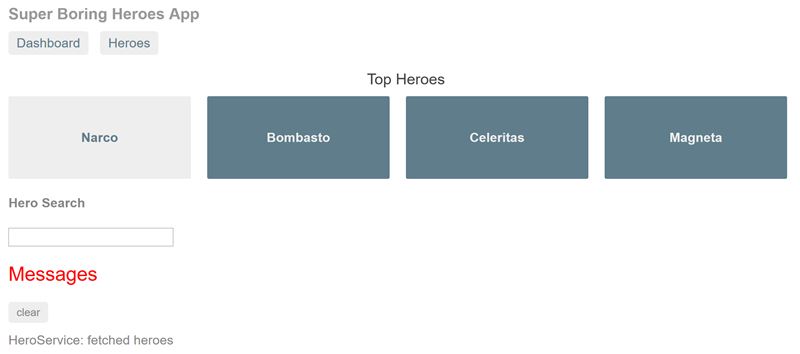 Super Boring Heroes App
Dashboard Heroes
Top Heroes
Narco Bombasto Celeritas Magneta
Hero Search
Messages
clear
HeroService: fetched heroes